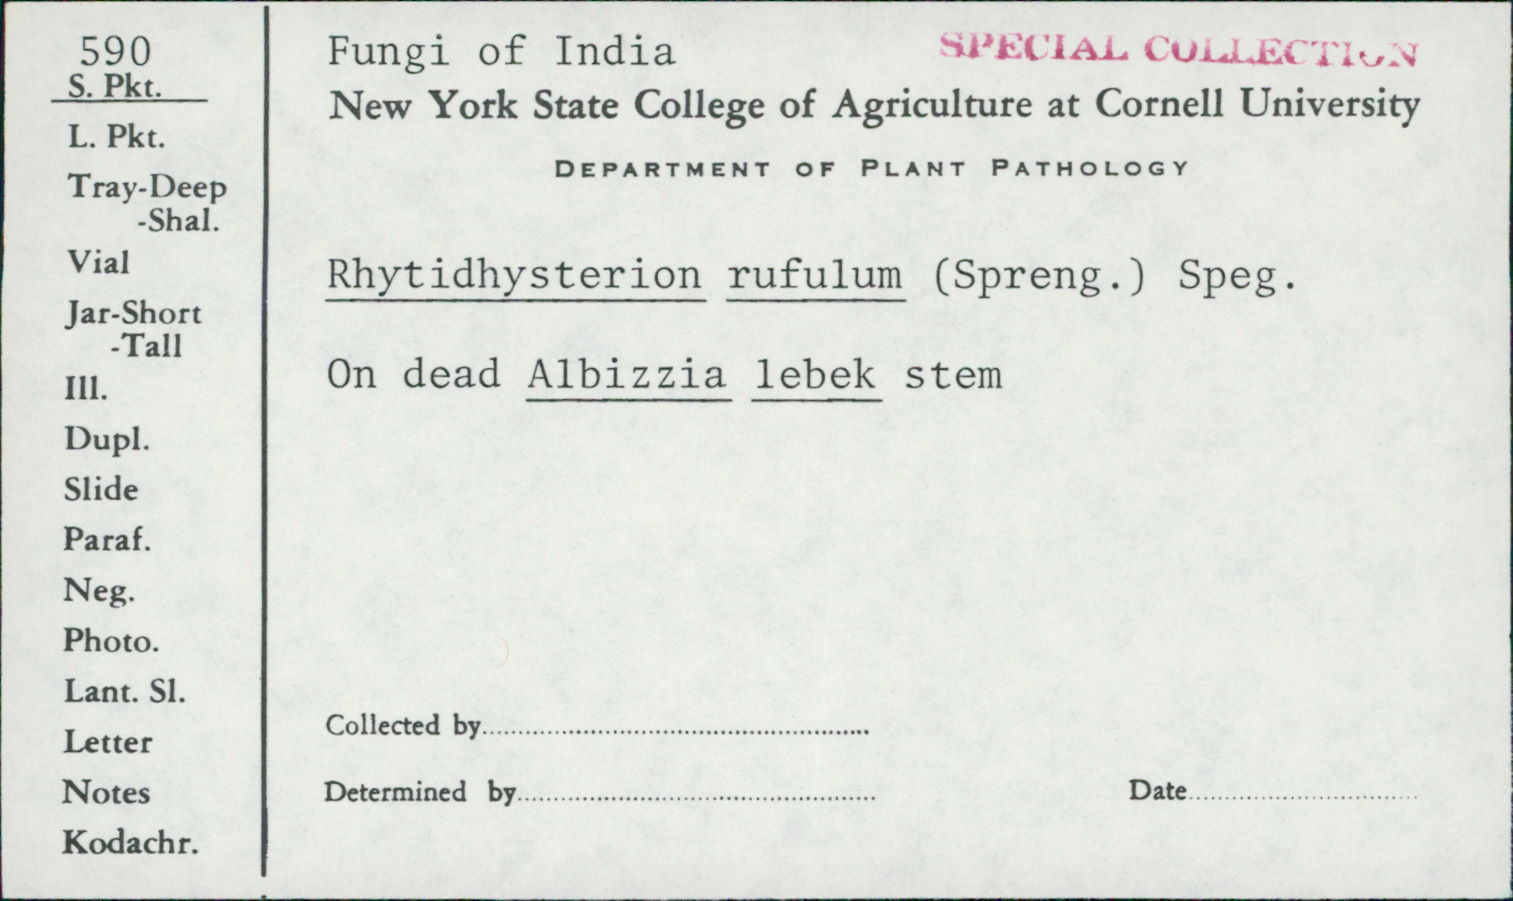 590
S. Pkt.
L. Pkt.
Tray-Deep
-Shal.
Vial
Jar-Short
-Tall
Ill.
Dupl.
Slide
Paraf.
Neg.
Photo.
Lant. Sl.
Letter
Notes
Kodachr.
Fungi of India
SPECIAL COLLECTION
New York State College of Agriculture at Cornell University
DEPARTMENT OF PLANT PATHOLOGY
Rhytidhysterion rufulum (Spreng.) Speg.
On dead Albizzia lebek stem
Collected by
Determined by
Date